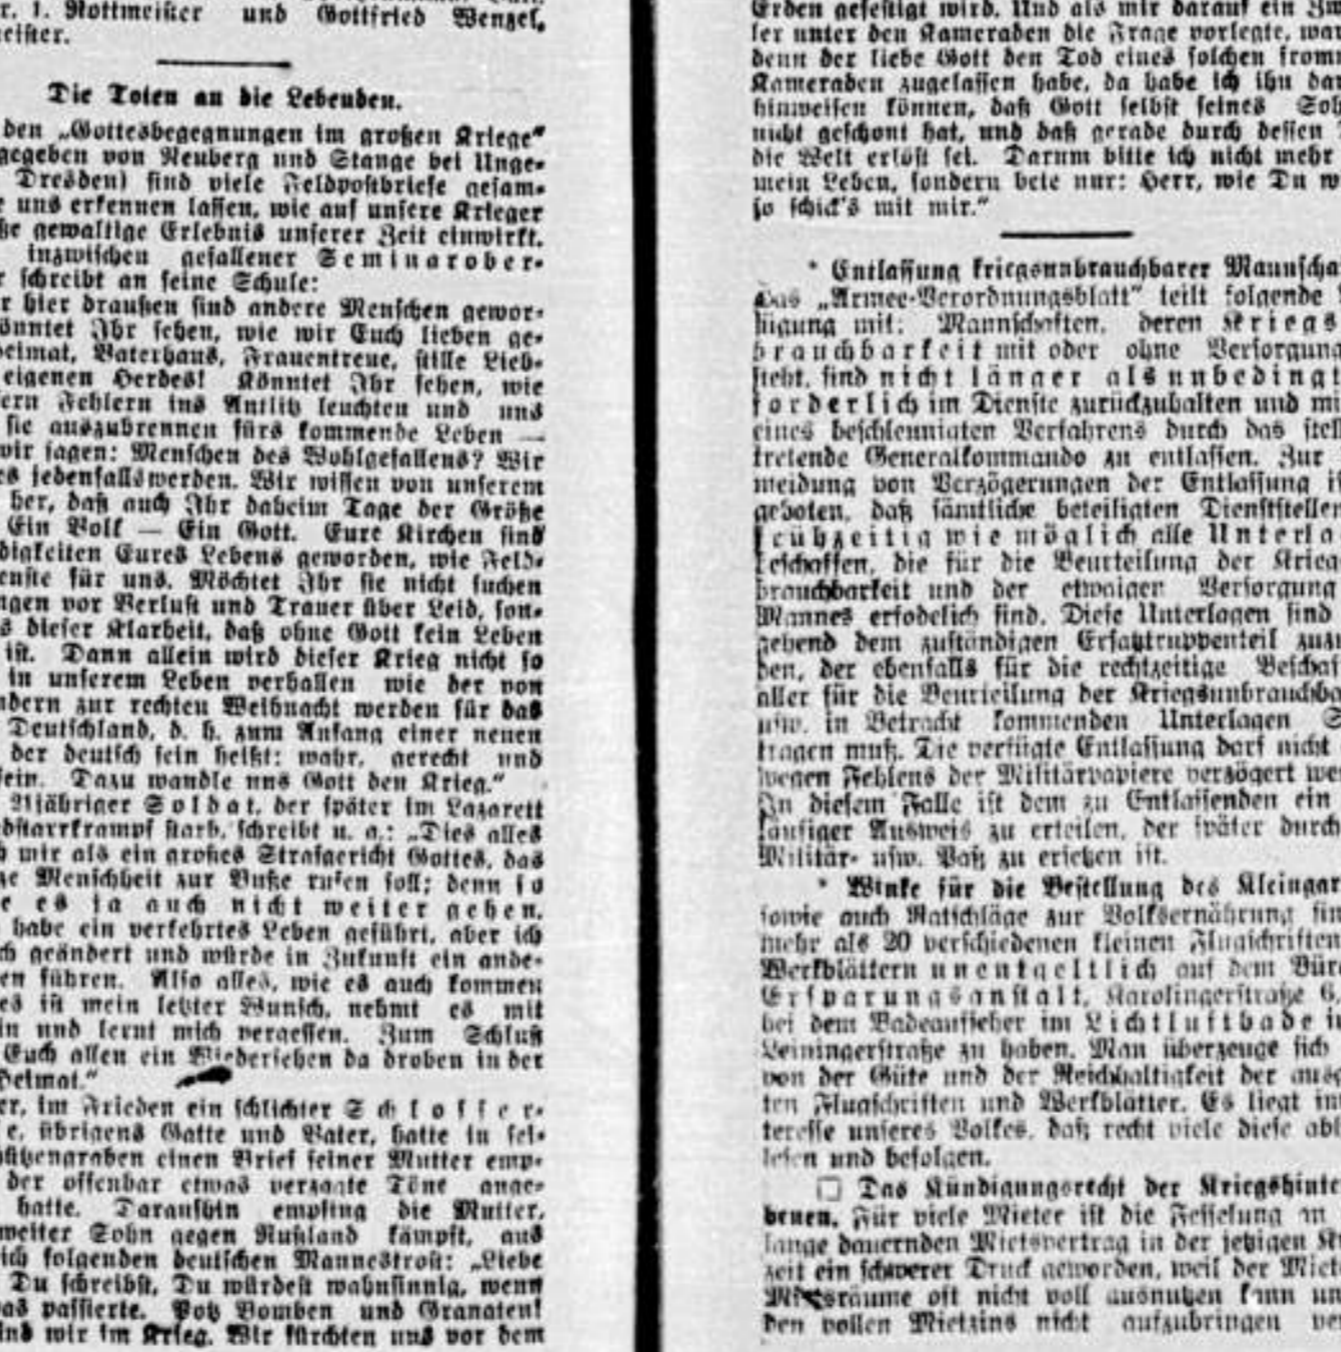 r. 1. Rottmeister und Gottfried Wenzel,
eister.
Die Toten an die Lebenden.
den „Gottesbegegnungen im großen Kriege“
gegeben von Neuberg und Stange bei Unge-
Dresden) sind viele Feldpostbriefe gesam-
e uns erkennen lassen, wie auf unsere Krieger
ße gewaltige Erlebnis unserer Zeit einwirkt.
inzwischen gefallener Seminarober-
r schreibt an seine Schule:
r hier draußen sind andere Menschen gewor-
önntet Ihr sehen, wie wir Euch lieben ge-
eimat, Vaterhaus, Frauentreue, stille Lieb-
eigenen Herdes! Könntet Ihr sehen, wie
ern Fehlern ins Antlitz leuchten und uns
sie auszubrennen fürs kommende Leben —
wir sagen: Menschen des Wohlgefallens? Wir
es jedenfalls werden. Wir wissen von unserem
her, daß auch Ihr daheim Tage der Größe
Ein Volk — Ein Gott. Eure Kirchen sind
digkeiten Eures Lebens geworden, wie Feld-
enste für uns. Möchtet Ihr sie nicht suchen
ngen vor Verlust und Trauer über Leid, son-
s dieser Klarheit, daß ohne Gott kein Leben
ist. Dann allein wird dieser Krieg nicht so
in unserem Leben verhallen wie der von
ndern zur rechten Weihnacht werden für das
Deutschland, d. h. zum Anfang einer neuen
der deutsch sein heißt: wahr, gerecht und
sein. Dazu wandle uns Gott den Krieg.“
21jähriger Soldat, der später im Lazarett
dstarrkrampf starb, schreibt u. a.: „Dies alles
h mir als ein großes Strafgericht Gottes, das
ze Menschheit zur Buße rufen soll; denn so
e es ja auch nicht weiter gehen.
habe ein verkehrtes Leben geführt, aber ich
ch geändert und würde in Zukunft ein ande-
en führen. Also alles, wie es auch kommen
es ist mein letzter Wunsch, nehmt es mit
in und lernt mich vergessen. Zum Schluß
Euch allen ein Wiedersehen da droben in der
Heimat.“
er, im Frieden ein schlichter Schlosser-
e, übrigens Gatte und Vater, hatte in sei-
hützengraben einen Brief seiner Mutter emp-
der offenbar etwas verzagte Töne ange-
hatte. Daraufhin empfing die Mutter,
weiter Sohn gegen Rußland kämpft, aus
ich folgenden deutschen Mannestrost: „Liebe
Du schreibst, Du würdest wahnsinnig, wenn
as passierte. Potz Bomben und Granaten!
ind wir im Krieg. Wir fürchten uns vor dem
Erden gefestigt wird. Und als mir darauf ein
ler unter den Kameraden die Frage vorlegte, war
denn der liebe Gott den Tod eines solchen fromm
Kameraden zugelassen habe, da habe ich ihn dar
hinweisen können, daß Gott selbst seines Soh
nicht geschont hat, und daß gerade durch dessen
die Welt erlöst sei. Darum bitte ich nicht mehr
mein Leben, sondern bete nur: Herr, wie Du w
so schick's mit mir.“
* Entlassung kriegsunbrauchbarer Mannscha
Das „Armee-Verordnungsblatt“ teilt folgende
fügung mit: Mannschaften, deren Kriegs
brauchbarkeit mit oder ohne Versorgung
steht, sind nicht länger als unbedingt
forderlich im Dienste zurückzuhalten und mi
eines beschleunigten Verfahrens durch das stell
tretende Generalkommando zu entlassen. Zur
meidung von Verzögerungen der Entlassung is
geboten, daß sämtliche beteiligten Dienststellen
frühzeitig wie möglich alle Unterla
beschaffen, die für die Beurteilung der Krieg
brauchbarkeit und der etwaigen Versorgung
Mannes erfodelich sind. Diese Unterlagen sind
gehend dem zuständigen Ersatztruppenteil zuzu
den, der ebenfalls für die rechtzeitige Beschaf
aller für die Beurteilung der Kriegsunbrauchba
usw. in Betracht kommenden Unterlagen S
tragen muß. Die verfügte Entlassung darf nicht
wegen Fehlens der Militärpapiere verzögert wer
In diesem Falle ist dem zu Entlassenden ein
läufiger Ausweis zu erteilen, der später durch
Militär- usw. Paß zu ersetzen ist.
* Winke für die Bestellung des Kleingar
sowie auch Ratschläge zur Volksernährung sin
mehr als 20 verschiedenen kleinen Flugschriften
Werkblättern unentgeltlich auf dem Bür
Ersparungsanstalt, Karolingerstraße 6,
bei dem Badeaufseher im Lichtluftbade in
Leiningerstraße zu haben. Man überzeuge sich
von der Güte und der Reichhaltigkeit der ausg
ten Flugschriften und Werkblätter. Es liegt im
teresse unseres Volkes, daß recht viele diese abl
lesen und befolgen.
□ Das Kündigungsrecht der Kriegshinte
benen. Für viele Mieter ist die Fesselung an
lange dauernden Mietsvertrag in der jetzigen K
zeit ein schwerer Druck geworden, weil der Miet
Mietsräume oft nicht voll ausnutzen kann un
den vollen Mietzins nicht aufzubringen ver